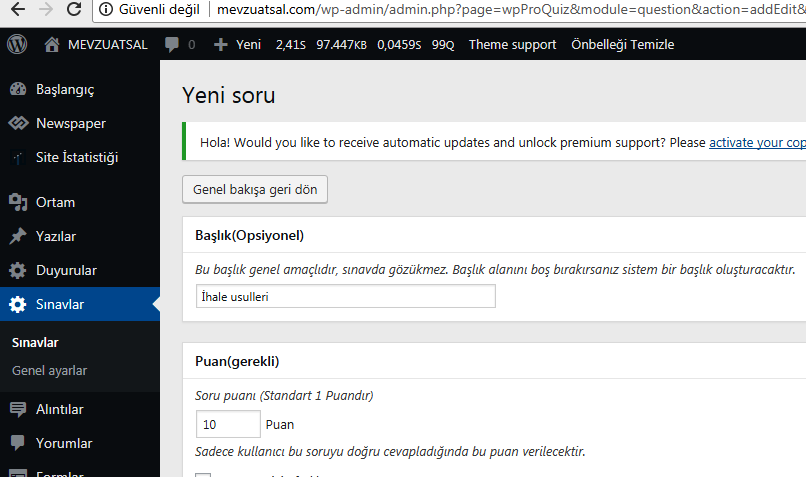 Güvenli değil mevzuatsal.com/wp-admin/admin.php?page=wpProQuiz&module=question&action=addEdit&
MEVZUATSAL 0 Yeni 2,41S 97.447KB 0,0459S 99Q Theme support Önbelleği Temizle
Başlangıç
Newspaper
Site İstatistiği
Ortam
Yazılar
Duyurular
Sınavlar
Sınavlar
Genel ayarlar
Alıntılar
Yorumlar
Formlar
Yeni soru
Hola! Would you like to receive automatic updates and unlock premium support? Please activate your cop
Genel bakışa geri dön
Başlık(Opsiyonel)
Bu başlık genel amaçlıdır, sınavda gözükmez. Başlık alanını boş bırakırsanız sistem bir başlık oluşturacaktır.
İhale usulleri
Puan(gerekli)
Soru puanı (Standart 1 Puandır)
10 Puan
Sadece kullanıcı bu soruyu doğru cevapladığında bu puan verilecektir.